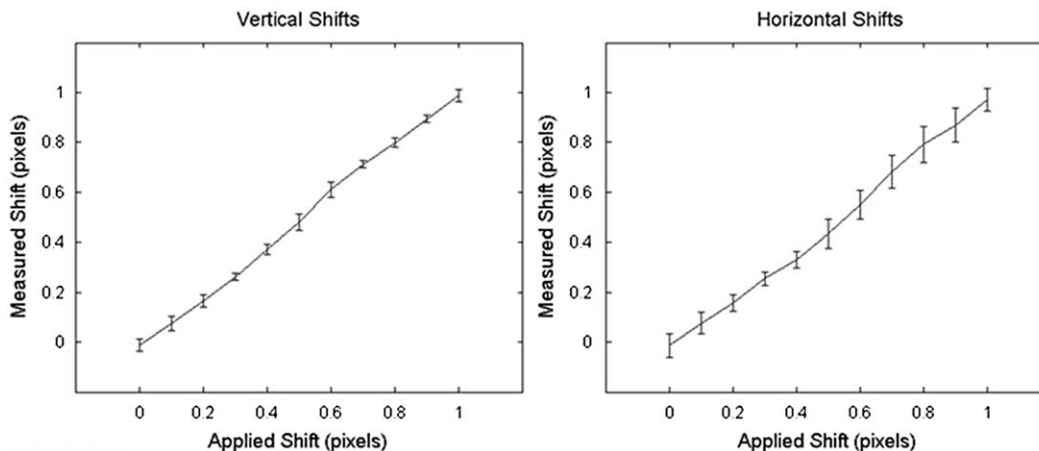 Vertical Shifts
Measured Shift (pixels)
1
0.8
0.6
0.4
0.2
0
0 0.2 0.4 0.6 0.8 1
Applied Shift (pixels)
Horizontal Shifts
Measured Shift (pixels)
1
0.8
0.6
0.4
0.2
0
0 0.2 0.4 0.6 0.8 1
Applied Shift (pixels)